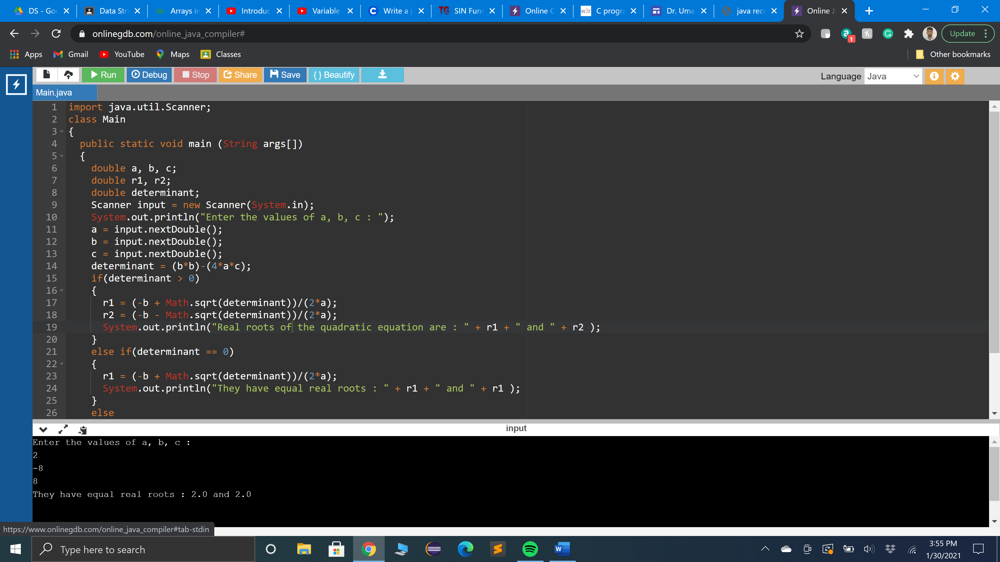 DS - Goo
Data Stru
Arrays in
Introduc
Variable
Write a p
TG SIN Func
Online C
w3r C progra
Dr. Uma
java reco
Online Ja
onlinegdb.com/online_java_compiler#
1
Update
Apps
Gmail
YouTube
Maps
Classes
Other bookmarks
Run
Debug
Stop
Share
Save
{ } Beautify
Language Java
Main.java
1 import java.util.Scanner;
2 class Main
3 {
4 public static void main (String args[])
5 {
6 double a, b, c;
7 double r1, r2;
8 double determinant;
9 Scanner input = new Scanner(System.in);
10 System.out.println("Enter the values of a, b, c : ");
11 a = input.nextDouble();
12 b = input.nextDouble();
13 c = input.nextDouble();
14 determinant = (b*b)-(4*a*c);
15 if(determinant > 0)
16 {
17 r1 = (-b + Math.sqrt(determinant))/(2*a);
18 r2 = (-b - Math.sqrt(determinant))/(2*a);
19 System.out.println("Real roots of the quadratic equation are : " + r1 + " and " + r2 );
20 }
21 else if(determinant == 0)
22 {
23 r1 = (-b + Math.sqrt(determinant))/(2*a);
24 System.out.println("They have equal real roots : " + r1 + " and " + r1 );
25 }
26 else
input
Enter the values of a, b, c :
2
-8
8
They have equal real roots : 2.0 and 2.0
https://www.onlinegdb.com/online_java_compiler#tab-stdin
Type here to search
3:55 PM
1/30/2021